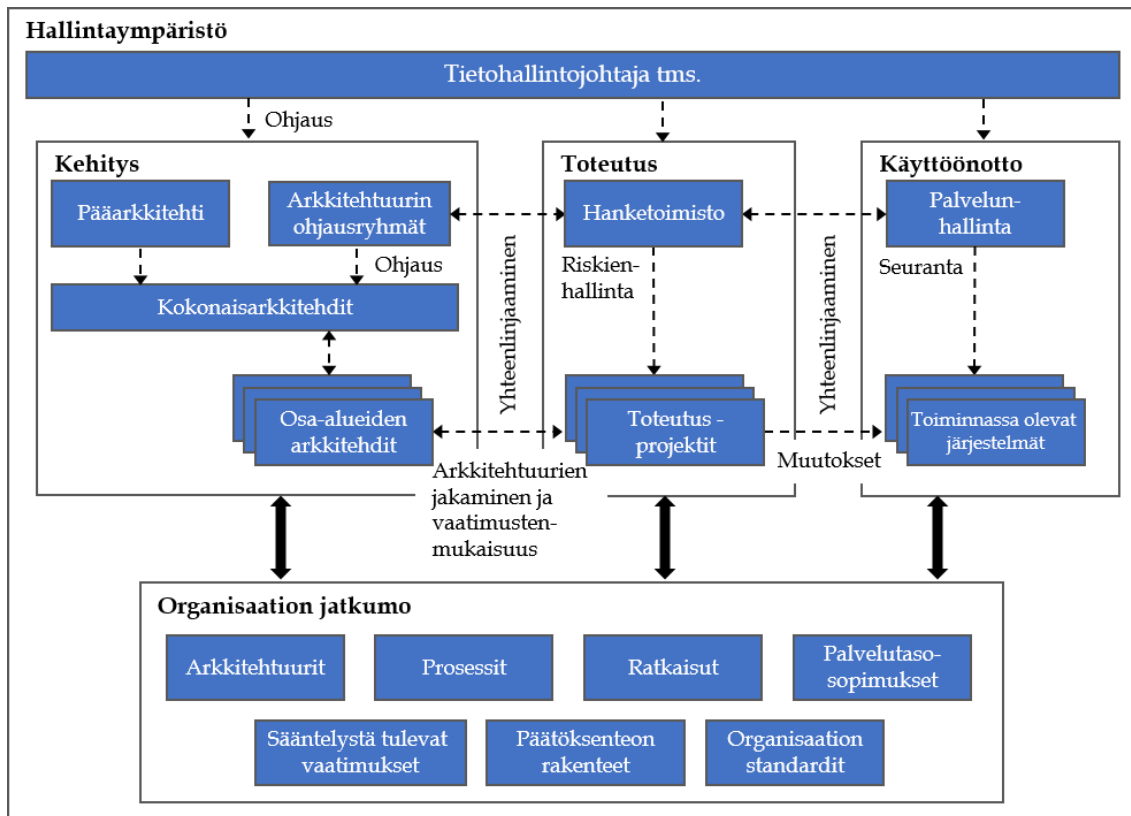 Hallintaympäristö
Tietohallintojohtaja tms.
Ohjaus
Kehitys
Pääarkkitehti
Arkkitehtuurin
ohjausryhmät
Ohjaus
Kokonaisarkkitehdit
Osa-alueiden
arkkitehdit
Yhteenlinjaaminen
Arkkitehtuurien
jakaminen ja
vaatimusten-
mukaisuus
Toteutus
Hanketoimisto
Riskien-
hallinta
Toteutus -
projektit
Yhteenlinjaaminen
Muutokset
Käyttöönotto
Palvelun-
hallinta
Seuranta
Toiminnassa olevat
järjestelmät
Organisaation jatkumo
Arkkitehtuurit
Prosessit
Ratkaisut
Palvelutaso-
sopimukset
Sääntelystä tulevat
vaatimukset
Päätöksenteon
rakenteet
Organisaation
standardit